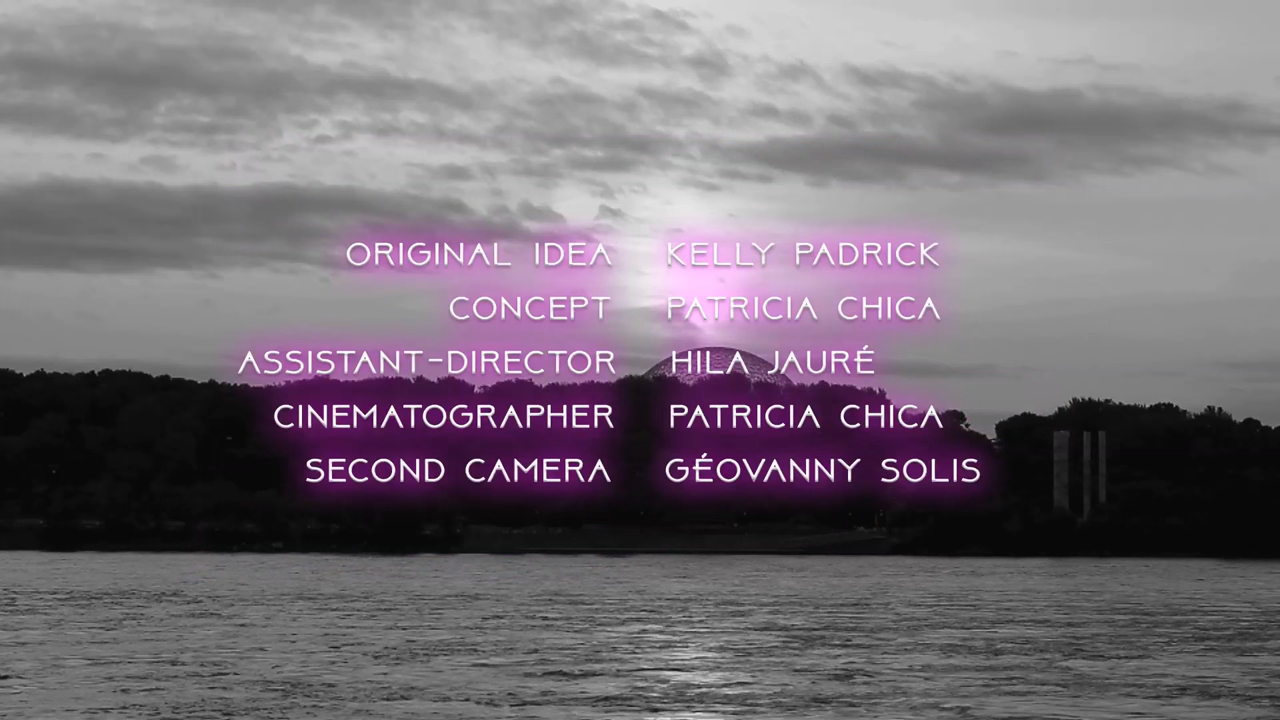 ORIGINAL IDEA KELLY PADRICK
CONCEPT PATRICIA CHICA
ASSISTANT-DIRECTOR HILA JAURÉ
CINEMATOGRAPHER PATRICIA CHICA
SECOND CAMERA GÉOVANNY SOLIS